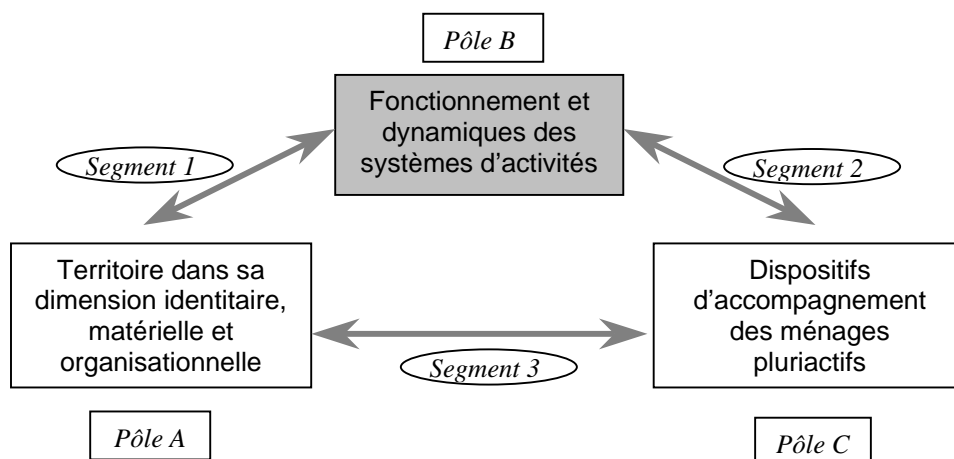 Pôle B
Fonctionnement et
dynamiques des
systèmes d'activités
Segment 1
Segment 2
Territoire dans sa
dimension identitaire,
matérielle et
organisationnelle
Dispositifs
d'accompagnement
des ménages
pluriactifs
Segment 3
Pôle A
Pôle C